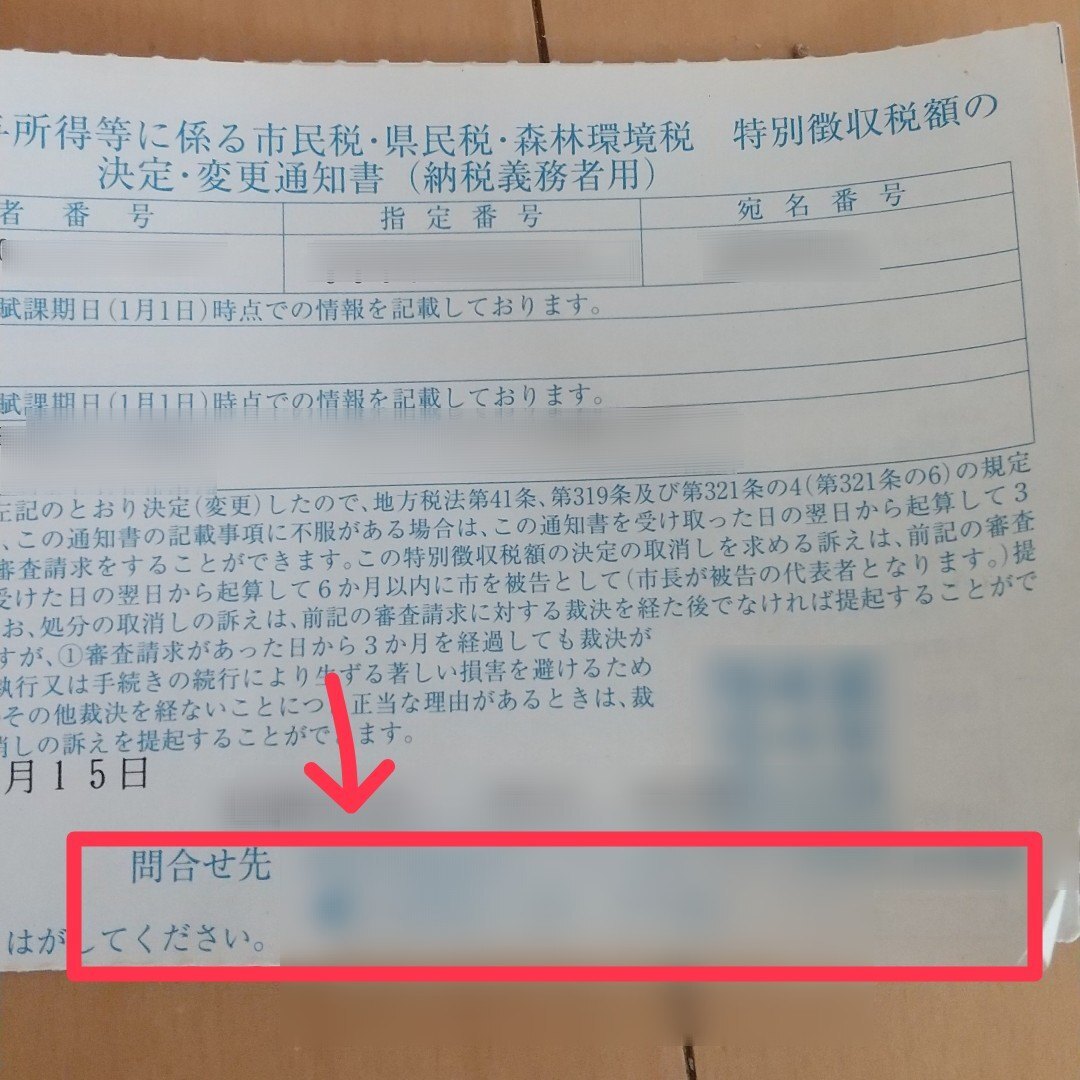 所得等に係る市民税・県民税・森林環境税 特別徴収税額の
決定・変更通知書(納税義務者用)
者番号 指定番号 宛名番号
賦課期日(1月1日)時点での情報を記載しております。
賦課期日(1月1日)時点での情報を記載しております。
左記のとおり決定(変更)したので、地方税法第41条、第319条及び第321条の4(第321条の6)の規定
、この通知書の記載事項に不服がある場合は、この通知書を受け取った日の翌日から起算して3
審査請求をすることができます。この特別徴収税額の決定の取消しを求める訴えは、前記の審査
受けた日の翌日から起算して6か月以内に市を被告として(市長が被告の代表者となります。)提
お、処分の取消しの訴えは、前記の審査請求に対する裁決を経た後でなければ提起することがで
すが、①審査請求があった日から3か月を経過しても裁決が
執行又は手続きの続行により生ずる著しい損害を避けるため
その他裁決を経ないことにつ 正当な理由があるときは、裁
消しの訴えを提起することができます。
月15日
問合せ先
はがしてください。